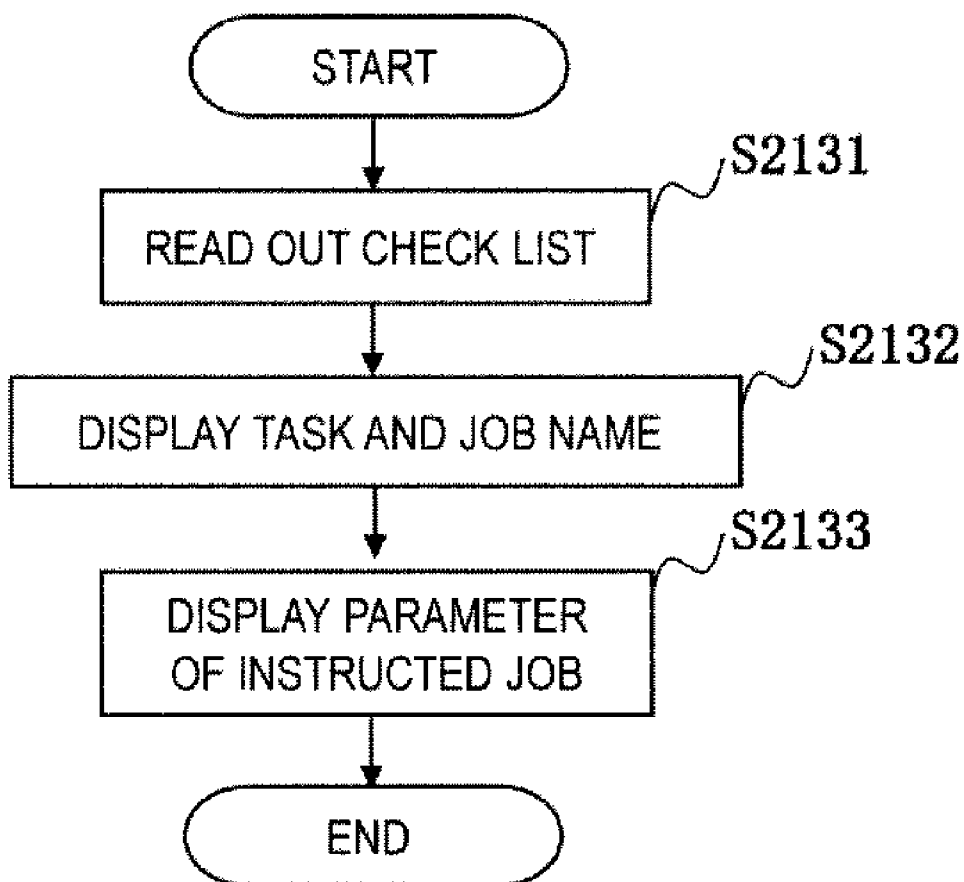 START
S2131
READ OUT CHECK LIST
S2132
DISPLAY TASK AND JOB NAME
S2133
DISPLAY PARAMETER
OF INSTRUCTED JOB
END